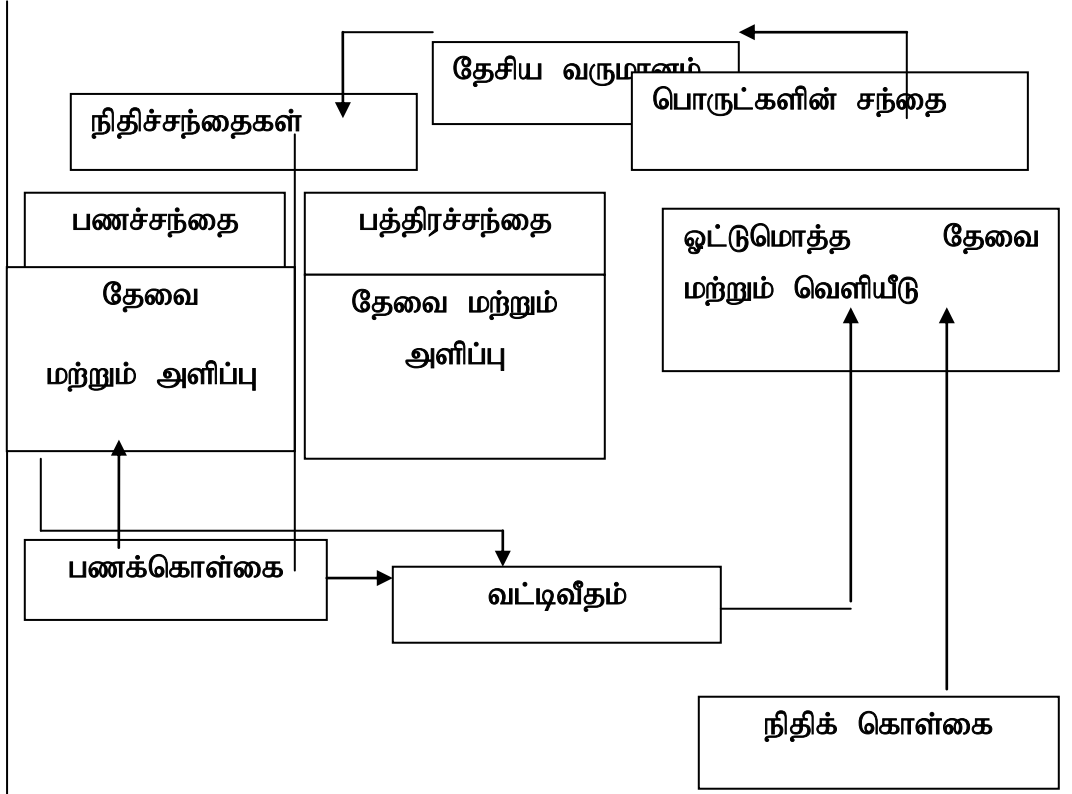 தேசிய வருமானம்
பொருட்களின் சந்தை
நிதிச்சந்தைகள்
பணச்சந்தை
பத்திரச்சந்தை
ஓட்டுமொத்த தேவை
மற்றும் வெளியீடு
தேவை
மற்றும் அளிப்பு
தேவை மற்றும்
அளிப்பு
பணக்கொள்கை
வட்டிவீதம்
நிதிக் கொள்கை